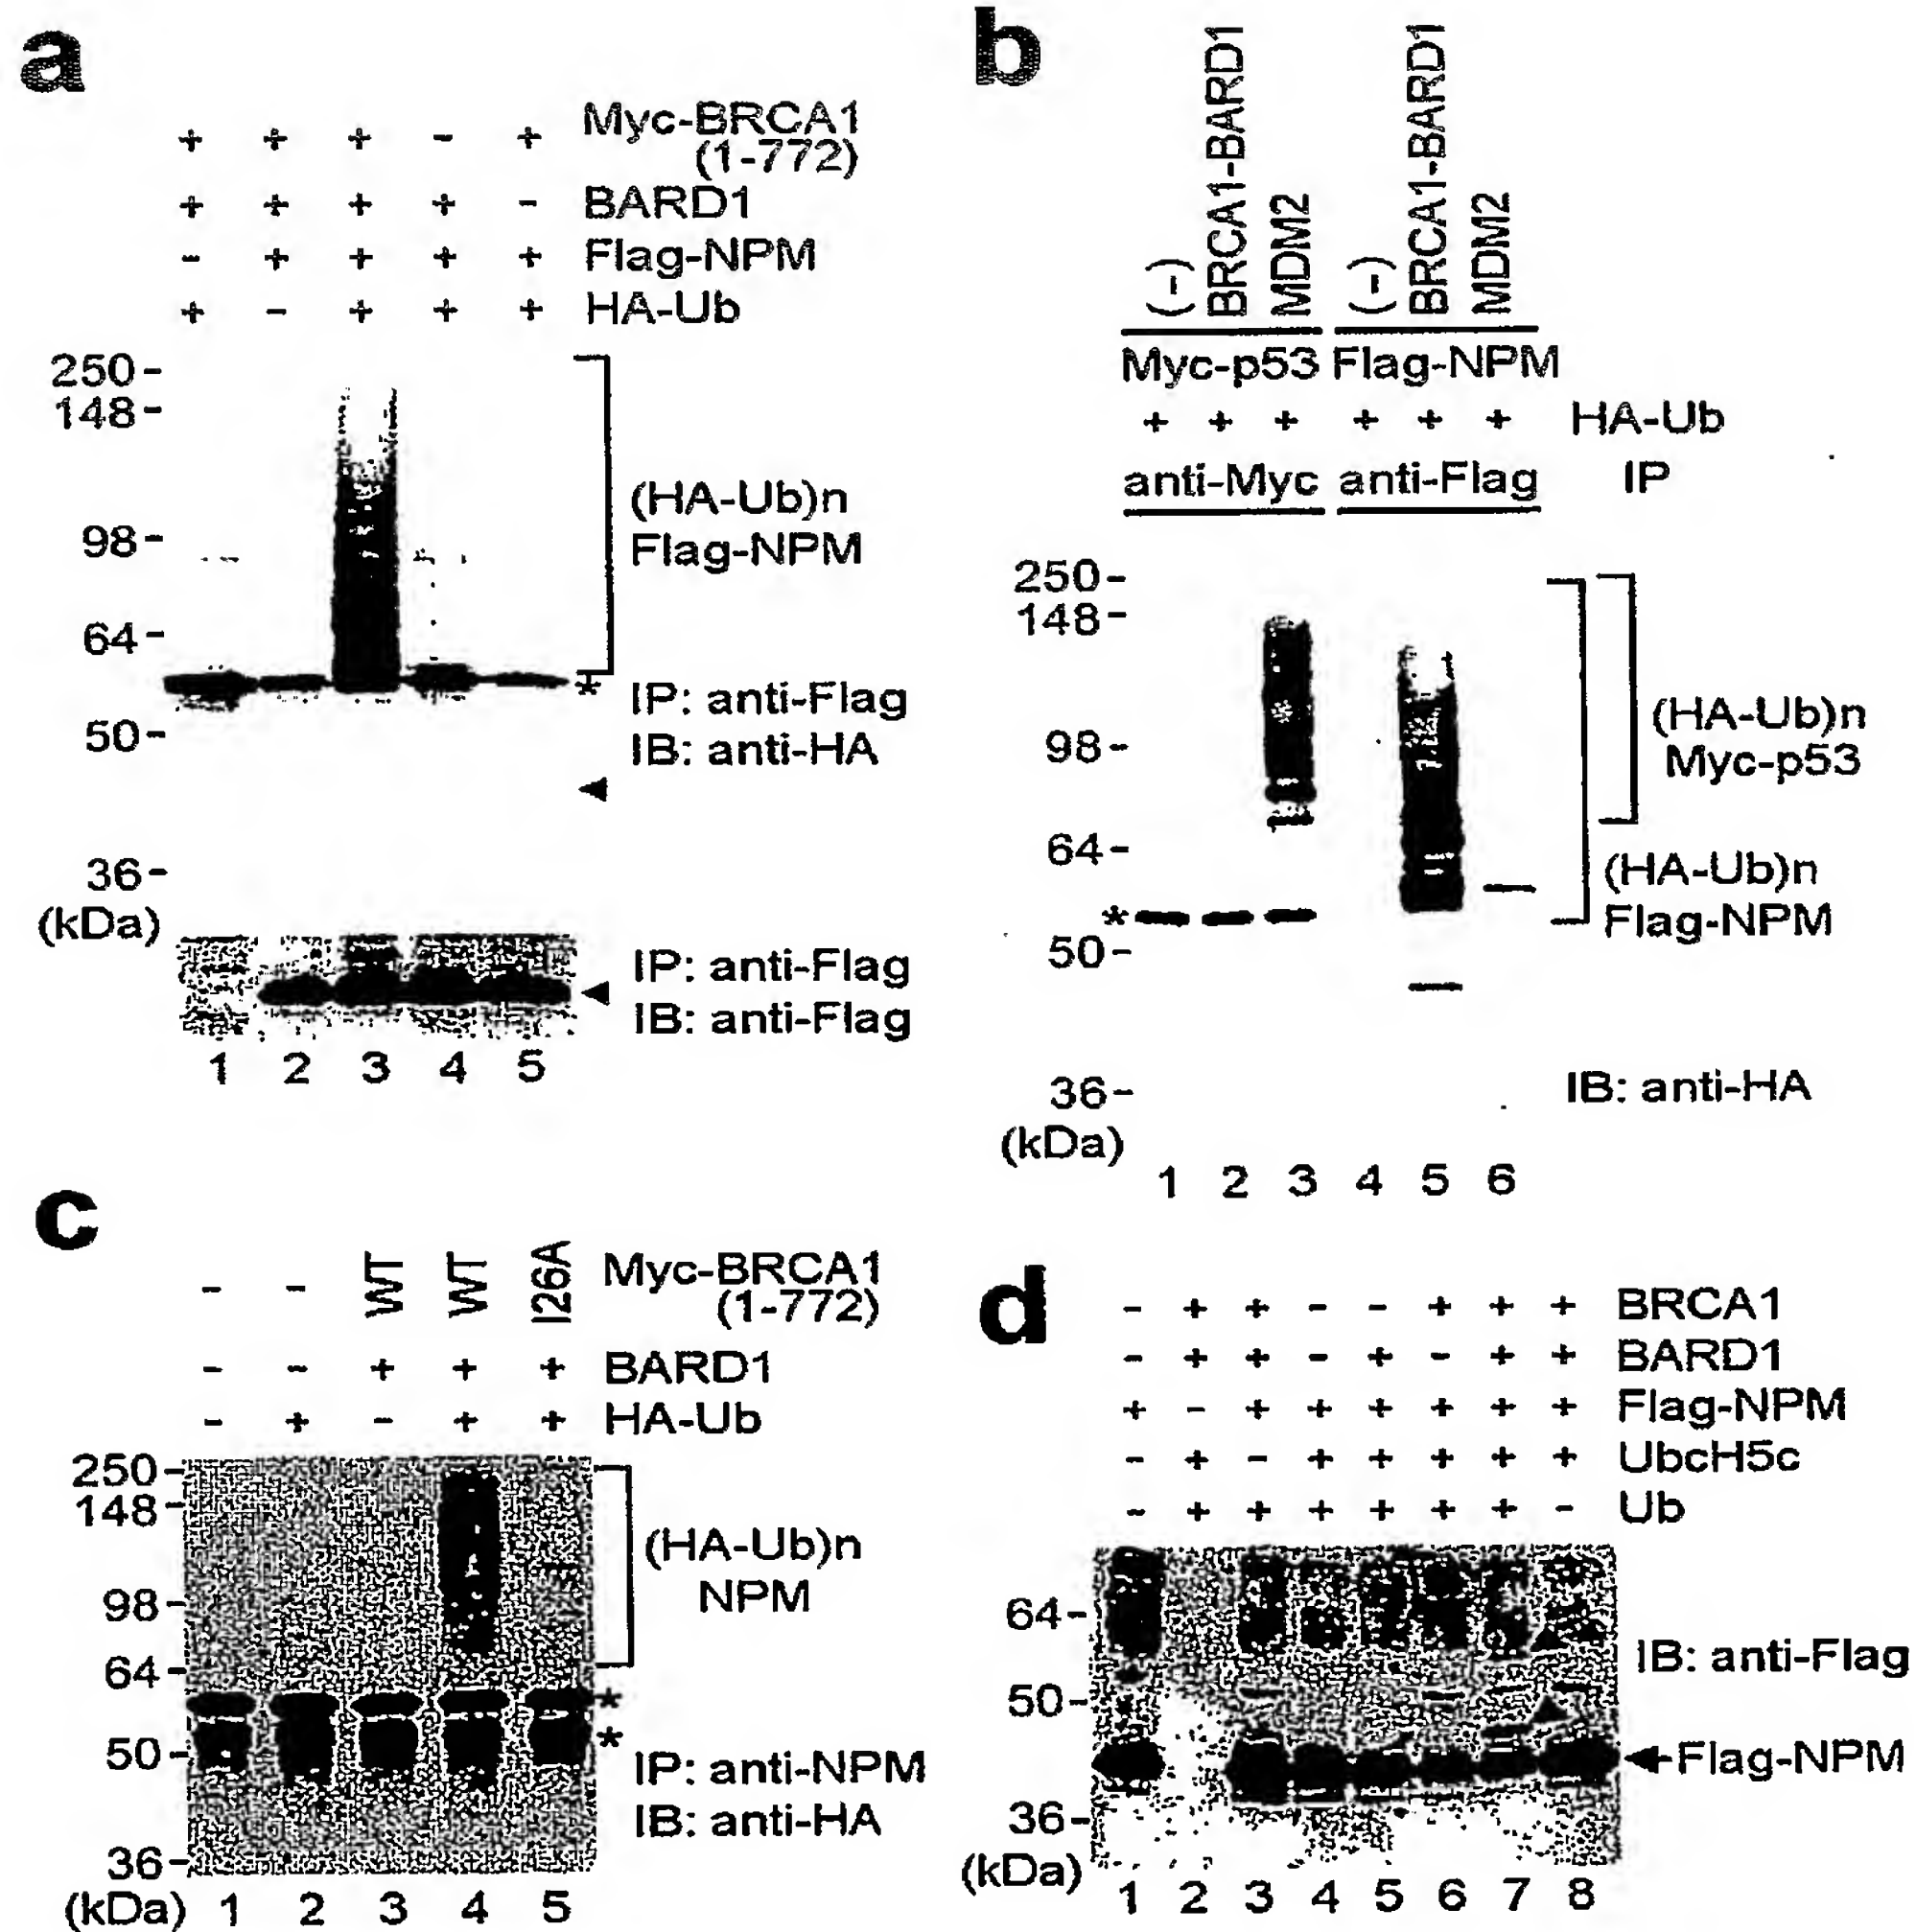 a
+ + + - + Myc-BRCA1
(1-772)
+ + + + - BARD1
- + + + + Flag-NPM
+ - + + + HA-Ub
250-
148-
98-
64-
50-
36-
(kDa)
(HA-Ub)n
Flag-NPM
*
IP: anti-Flag
IB: anti-HA
IP: anti-Flag
IB: anti-Flag
1 2 3 4 5
b
(-) BRCA1-BARD1 MDM2 (-) BRCA1-BARD1 MDM2
Myc-p53 Flag-NPM
+ + + + + + HA-Ub
anti-Myc anti-Flag IP
250-
148-
98-
64-
*
50-
36-
(kDa)
(HA-Ub)n
Myc-p53
(HA-Ub)n
Flag-NPM
IB: anti-HA
1 2 3 4 5 6
c
- - WT WT I26A Myc-BRCA1
(1-772)
- - + + + BARD1
- + - + + HA-Ub
250-
148-
98-
64-
50-
36-
(kDa)
(HA-Ub)n
NPM
*
*
IP: anti-NPM
IB: anti-HA
1 2 3 4 5
d
- + + - - + + + BRCA1
- + + - + - + + BARD1
+ - + + + + + + Flag-NPM
- + - + + + + + UbcH5c
- + + + + + + - Ub
64-
50-
36-
(kDa)
IB: anti-Flag
Flag-NPM
1 2 3 4 5 6 7 8